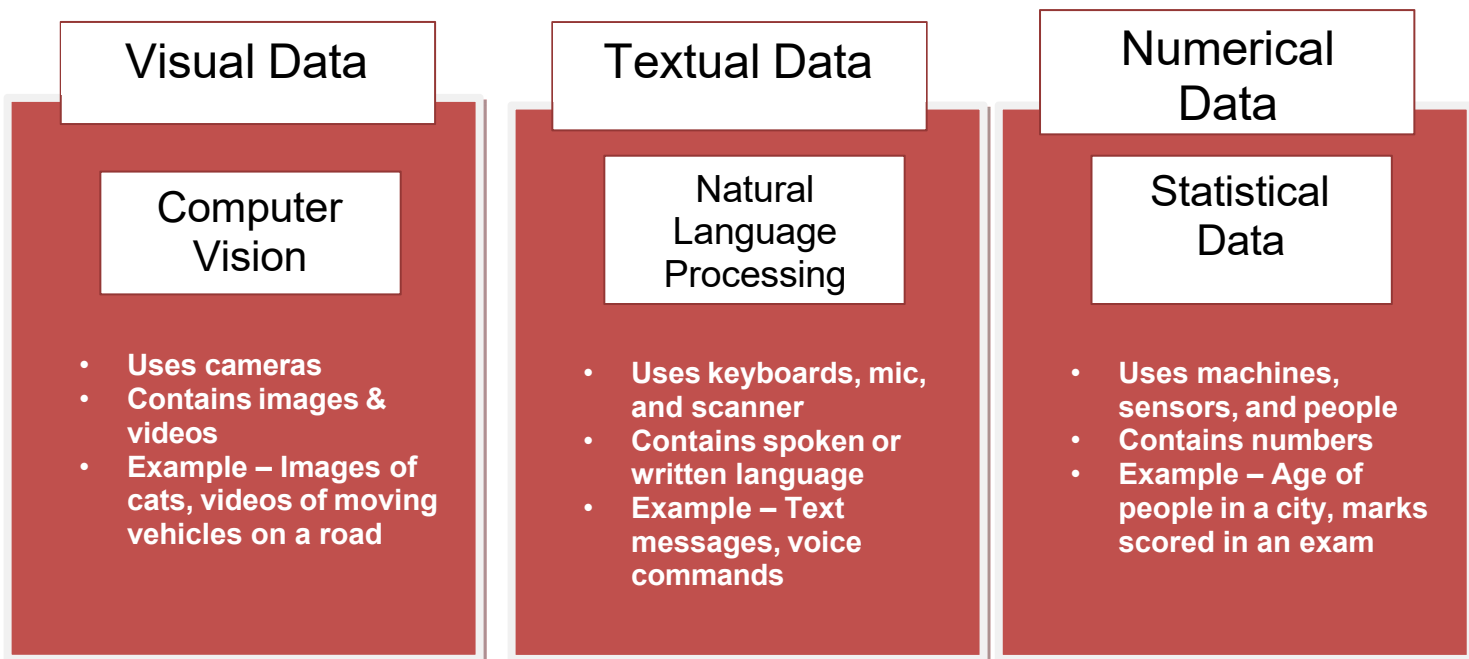 Visual Data
Computer
Vision
• Uses cameras
• Contains images &
videos
• Example – Images of
cats, videos of moving
vehicles on a road
Textual Data
Natural
Language
Processing
• Uses keyboards, mic,
and scanner
• Contains spoken or
written language
• Example – Text
messages, voice
commands
Numerical
Data
Statistical
Data
• Uses machines,
sensors, and people
• Contains numbers
• Example – Age of
people in a city, marks
scored in an exam